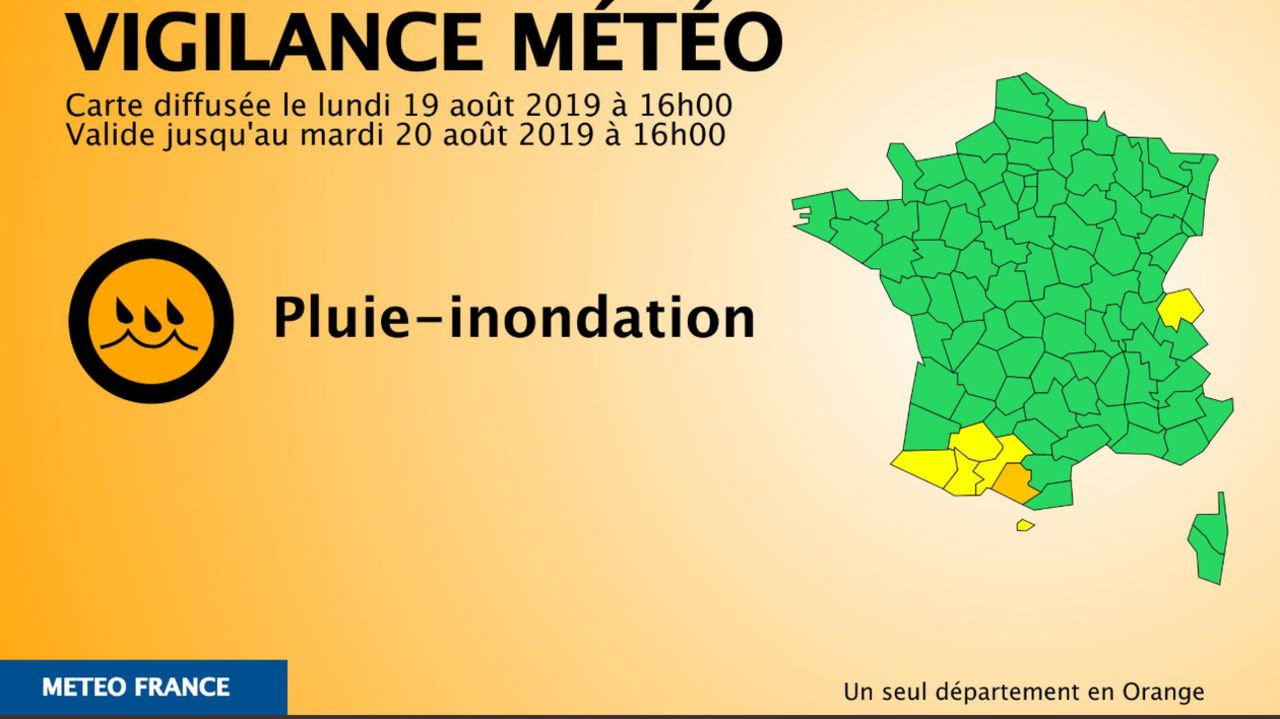 VIGILANCE MÉTÉO
Carte diffusée le lundi 19 août 2019 à 16h00
Valide jusqu'au mardi 20 août 2019 à 16h00
Pluie-inondation
METEO FRANCE
Un seul département en Orange